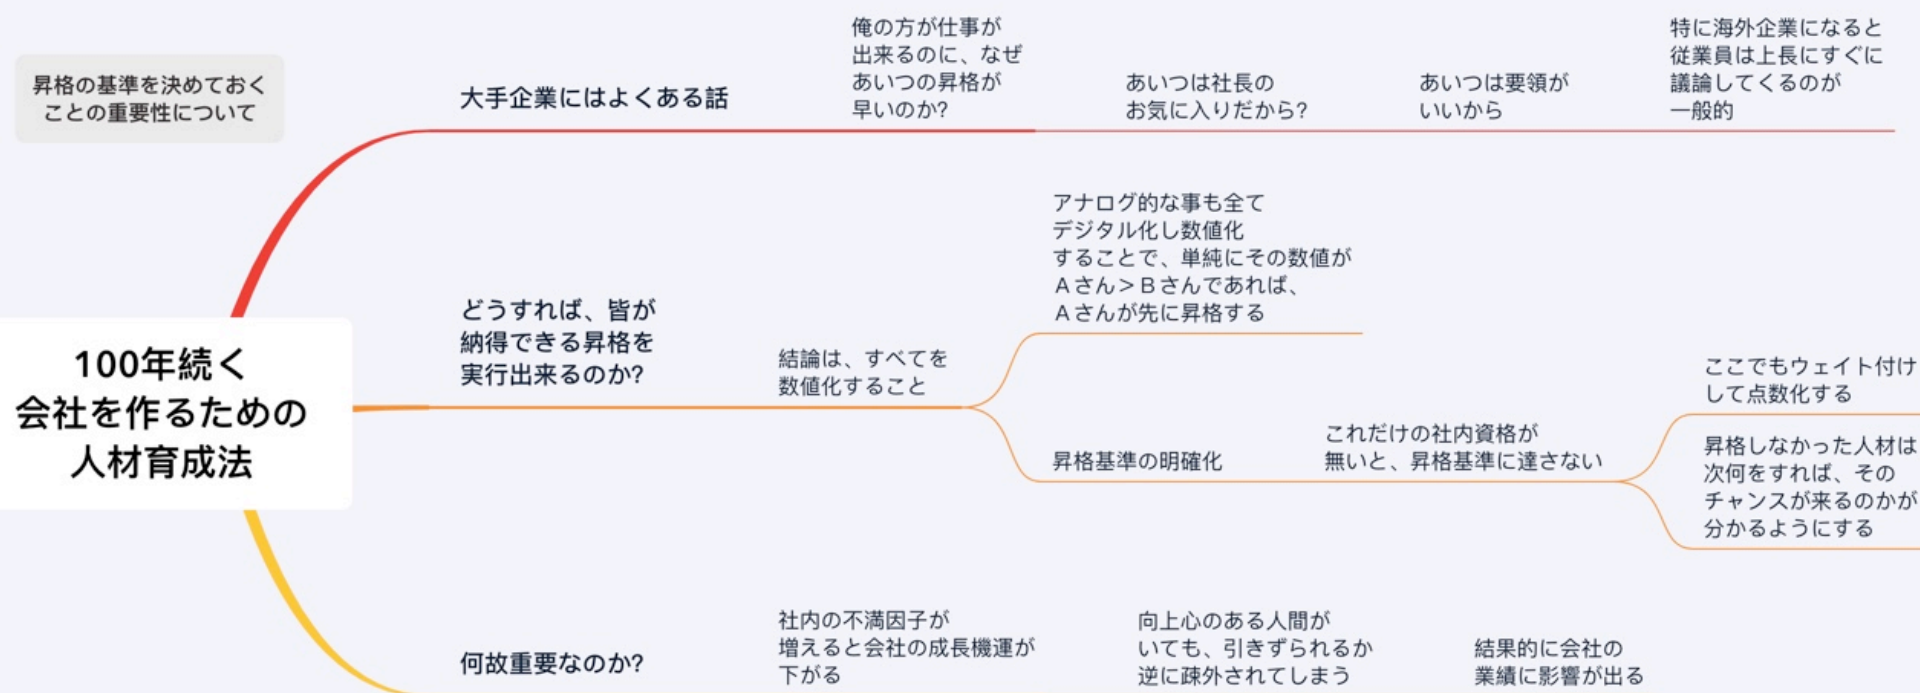 昇格の基準を決めておく
ことの重要性について
100年続く
会社を作るための
人材育成法
大手企業にはよくある話
俺の方が仕事が
出来るのに、なぜ
あいつの昇格が
早いのか?
あいつは社長の
お気に入りだから?
あいつは要領が
いいから
特に海外企業になると
従業員は上長にすぐに
議論してくるのが
一般的
どうすれば、皆が
納得できる昇格を
実行出来るのか?
結論は、すべてを
数値化すること
アナログ的な事も全て
デジタル化し数値化
することで、単純にその数値が
Ａさん＞Ｂさんであれば、
Ａさんが先に昇格する
昇格基準の明確化
これだけの社内資格が
無いと、昇格基準に達さない
ここでもウェイト付け
して点数化する
昇格しなかった人材は
次何をすれば、その
チャンスが来るのかが
分かるようにする
何故重要なのか?
社内の不満因子が
増えると会社の成長機運が
下がる
向上心のある人間が
いても、引きずられるか
逆に疎外されてしまう
結果的に会社の
業績に影響が出る